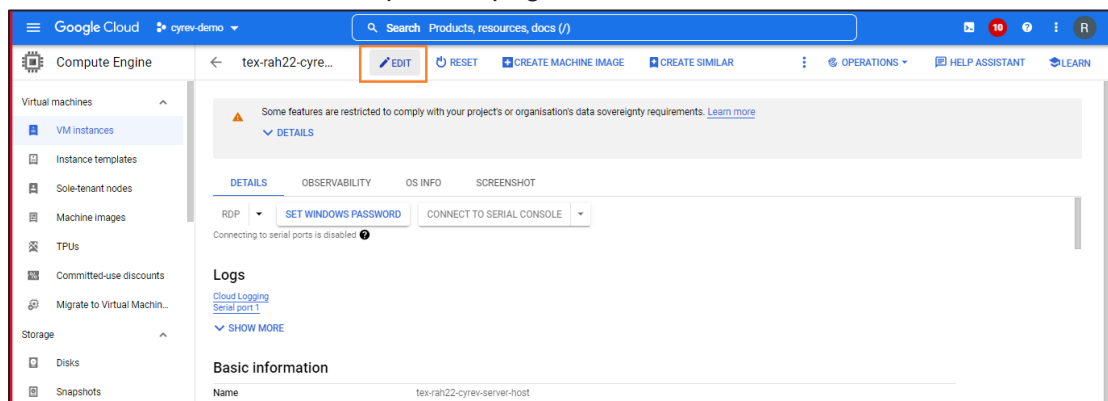 Google Cloud cyrev-demo Search Products, resources, docs (/) 10 R
Compute Engine tex-rah22-cyre... EDIT RESET CREATE MACHINE IMAGE CREATE SIMILAR OPERATIONS HELP ASSISTANT LEARN
Virtual machines
Some features are restricted to comply with your project's or organisation's data sovereignty requirements. Learn more
VM instances
DETAILS
Instance templates
Sole-tenant nodes
DETAILS OBSERVABILITY OS INFO SCREENSHOT
Machine images
RDP SET WINDOWS PASSWORD CONNECT TO SERIAL CONSOLE
Connecting to serial ports is disabled
TPUs
Committed-use discounts
Logs
Migrate to Virtual Machin...
Cloud Logging
Serial port 1
SHOW MORE
Storage
Disks
Basic information
Snapshots
Name tex-rah22-cyrev-server-host